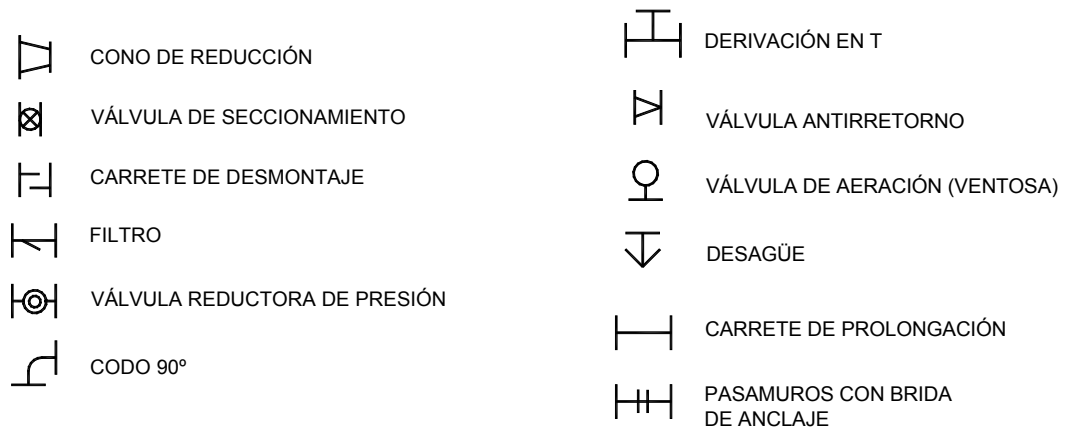 CONO DE REDUCCIÓN
VÁLVULA DE SECCIONAMIENTO
CARRETE DE DESMONTAJE
FILTRO
VÁLVULA REDUCTORA DE PRESIÓN
CODO 90º
DERIVACIÓN EN T
VÁLVULA ANTIRRETORNO
VÁLVULA DE AERACIÓN (VENTOSA)
DESAGÜE
CARRETE DE PROLONGACIÓN
PASAMUROS CON BRIDA
DE ANCLAJE